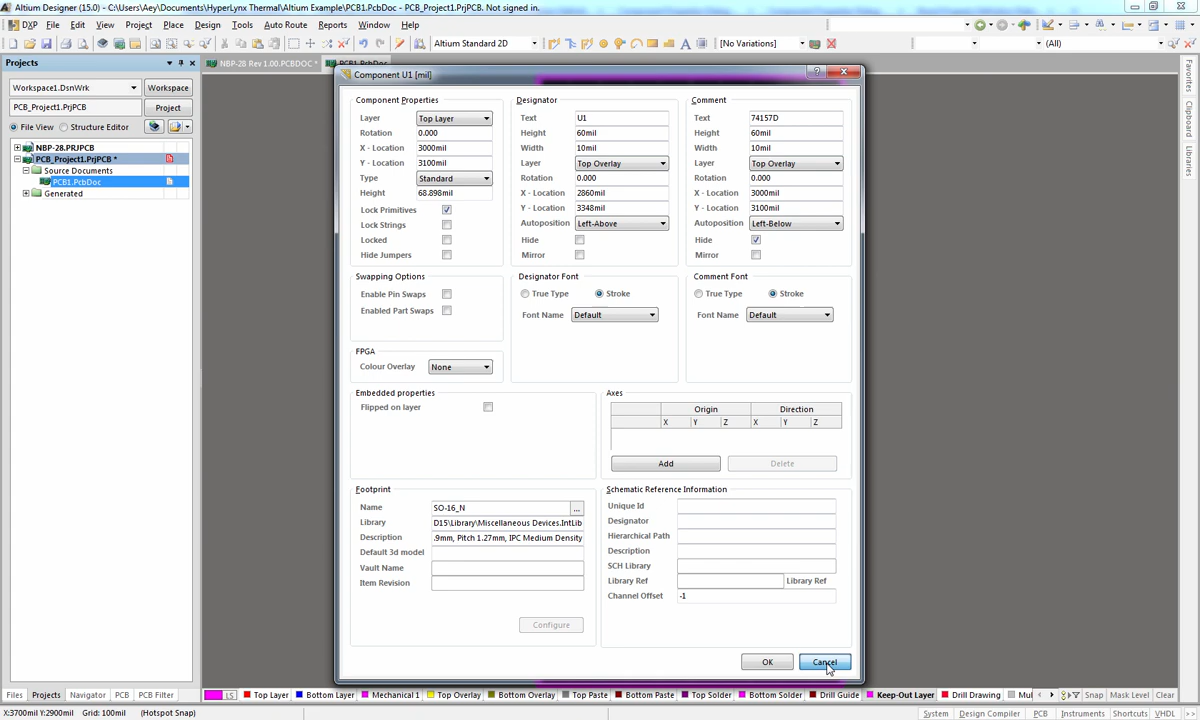 Altium Designer (15.0) - C:\Users\Aey\Documents\HyperLynx Thermal\Altium Example\PCB1.PcbDoc - PCB_Project1.PrjPCB. Not signed in.
DXP File Edit View Project Place Design Tools Auto Route Reports Window Help
Altium Standard 2D [No Variations] (All)
Projects
NBP-28 Rev 1.00.PCBDOC * PCB1.PcbDoc
Workspace1.DsnWrk Workspace
PCB_Project1.PrjPCB Project
File View Structure Editor
NBP-28.PRJPCB
PCB_Project1.PrjPCB *
Source Documents
PCB1.PcbDoc
Generated
Component U1 [mil]
Component Properties
Layer Top Layer
Rotation 0.000
X - Location 3000mil
Y - Location 3100mil
Type Standard
Height 68.898mil
Lock Primitives
Lock Strings
Locked
Hide Jumpers
Designator
Text U1
Height 60mil
Width 10mil
Layer Top Overlay
Rotation 0.000
X - Location 2860mil
Y - Location 3348mil
Autoposition Left-Above
Hide
Mirror
Comment
Text 74157D
Height 60mil
Width 10mil
Layer Top Overlay
Rotation 0.000
X - Location 3000mil
Y - Location 3100mil
Autoposition Left-Below
Hide
Mirror
Swapping Options
Enable Pin Swaps
Enabled Part Swaps
Designator Font
True Type Stroke
Font Name Default
Comment Font
True Type Stroke
Font Name Default
FPGA
Colour Overlay None
Embedded properties
Flipped on layer
Axes
Origin Direction
X Y Z X Y Z
Add Delete
Footprint
Name SO-16_N ...
Library D15\Library\Miscellaneous Devices.IntLib
Description .9mm, Pitch 1.27mm, IPC Medium Density
Default 3d model
Vault Name
Item Revision
Configure
Schematic Reference Information
Unique Id
Designator
Hierarchical Path
Description
SCH Library
Library Ref Library Ref
Channel Offset -1
OK Cancel
Favorites
Clipboard
Libraries
Files Projects Navigator PCB PCB Filter
LS Top Layer Bottom Layer Mechanical 1 Top Overlay Bottom Overlay Top Paste Bottom Paste Top Solder Bottom Solder Drill Guide Keep-Out Layer Drill Drawing Snap Mask Level Clear
X:3700mil Y:2900mil Grid: 100mil (Hotspot Snap)
System Design Compiler PCB Instruments Shortcuts VHDL >>